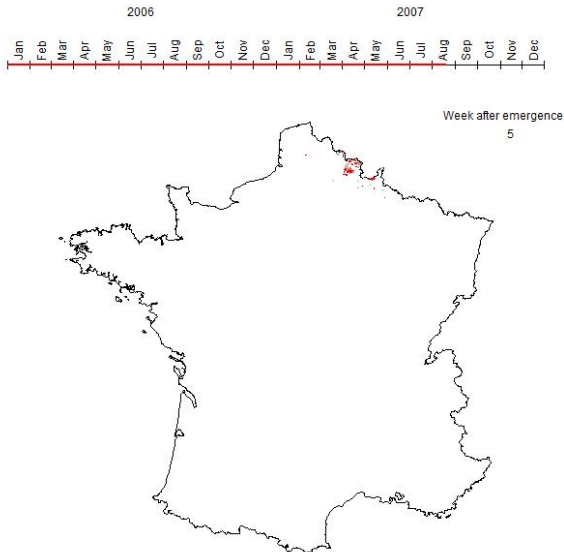 2006 2007
Jan Feb Mar Apr May Jun Jul Aug Sep Oct Nov Dec Jan Feb Mar Apr May Jun Jul Aug Sep Oct Nov Dec
Week after emergence
5